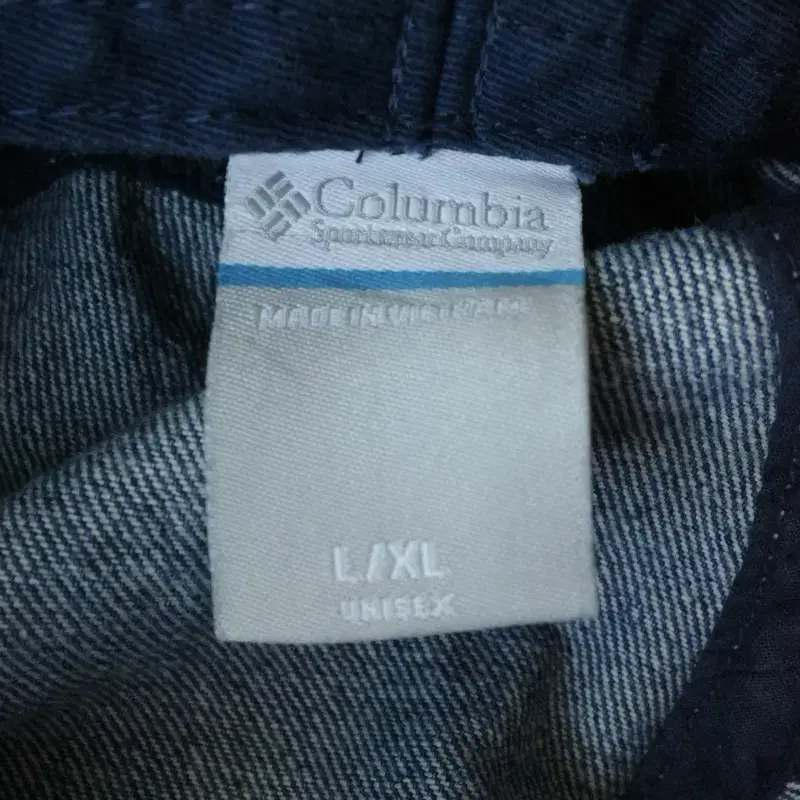 Columbia
Sportswear Company
MADE IN VIETNAM
L/XL
UNISEX